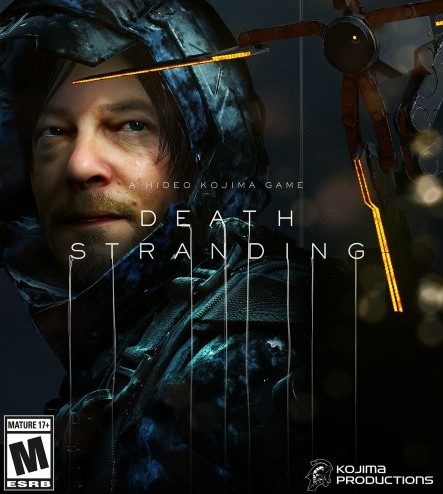 A HIDEO KOJIMA GAME
DEATH
STRANDING
MATURE 17+
M
ESRB
KOJIMA
PRODUCTIONS